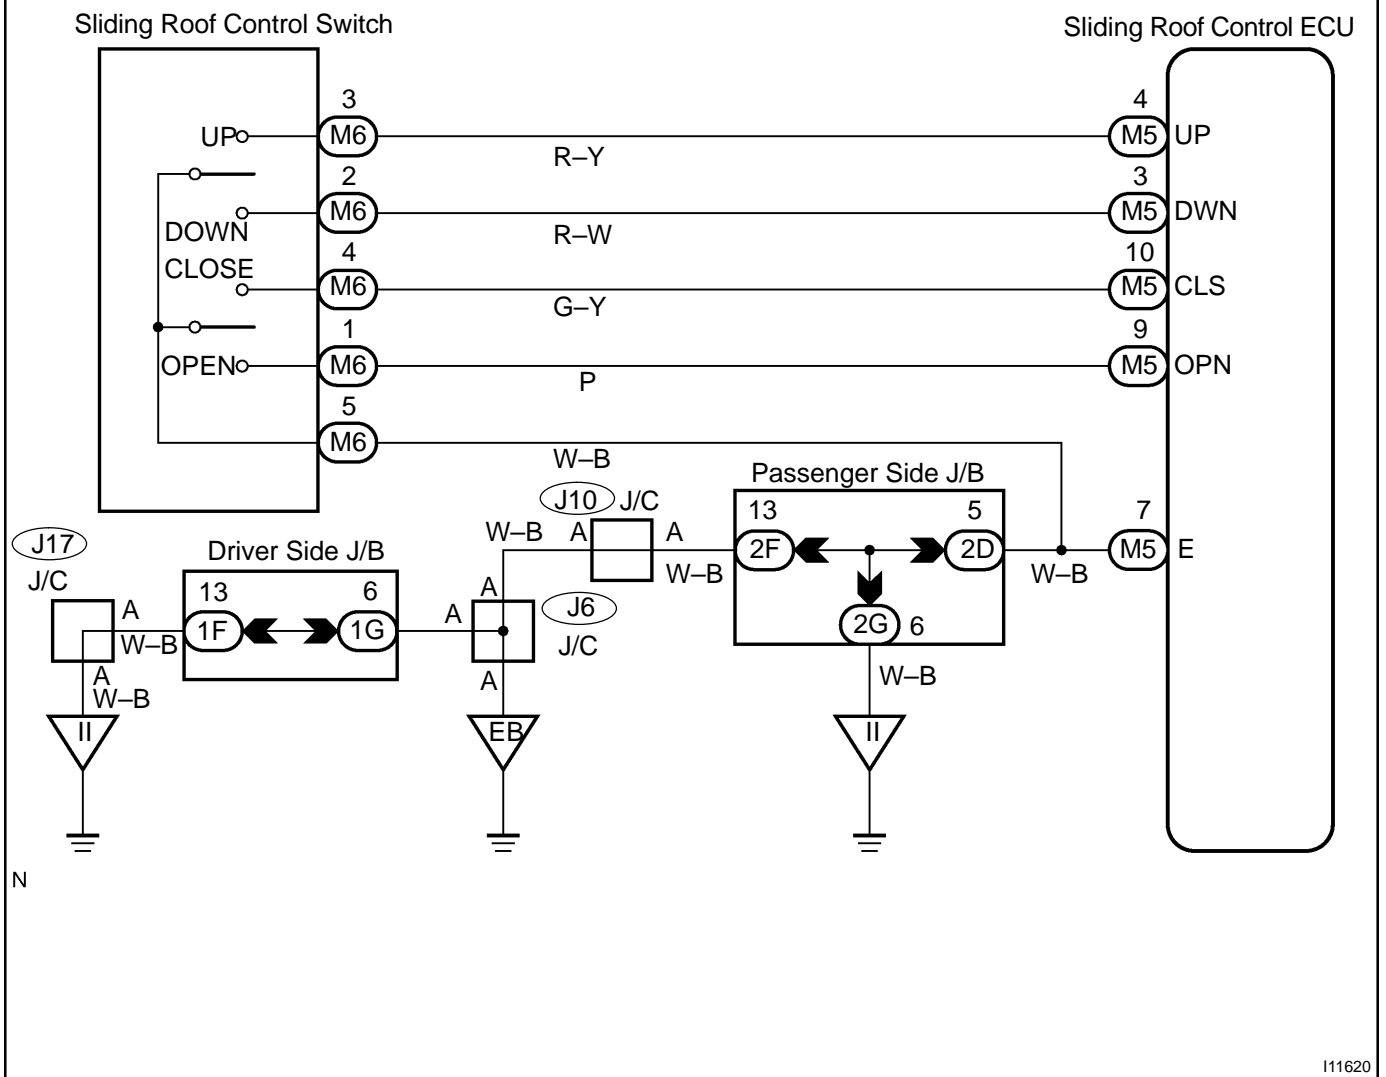 Sliding Roof Control Switch
Sliding Roof Control ECU
3
4
UP
M6
M5
UP
R–Y
2
3
M6
M5
DWN
DOWN
R–W
4
10
CLOSE
M6
M5
CLS
G–Y
1
9
OPEN
M6
M5
OPN
P
5
M6
W–B
Passenger Side J/B
J10
J/C
13
5
7
W–B
A
A
2F
2D
M5
E
W–B
W–B
J17
J/C
Driver Side J/B
13
6
A
J6
J/C
A
1F
1G
A
2G
6
W–B
A
W–B
A
W–B
II
EB
II
N
I11620